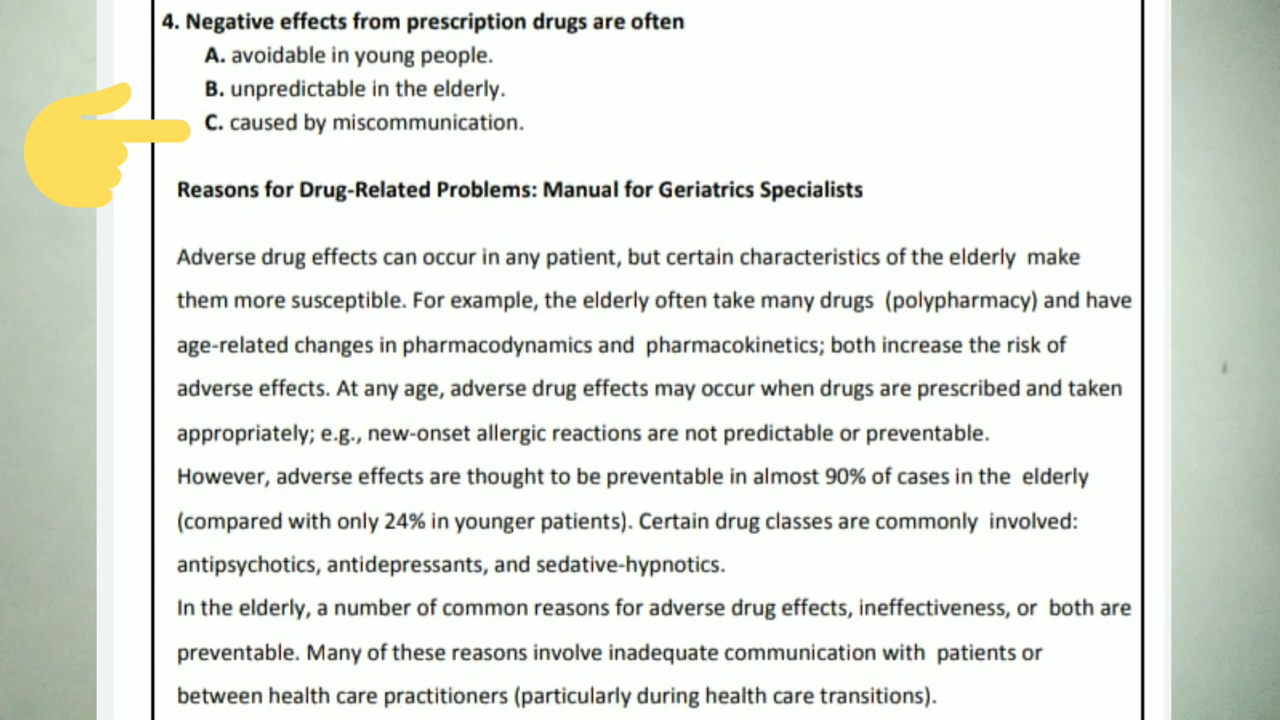 4. Negative effects from prescription drugs are often
A. avoidable in young people.
B. unpredictable in the elderly.
C. caused by miscommunication.
Reasons for Drug-Related Problems: Manual for Geriatrics Specialists
Adverse drug effects can occur in any patient, but certain characteristics of the elderly make
them more susceptible. For example, the elderly often take many drugs (polypharmacy) and have
age-related changes in pharmacodynamics and pharmacokinetics; both increase the risk of
adverse effects. At any age, adverse drug effects may occur when drugs are prescribed and taken
appropriately; e.g., new-onset allergic reactions are not predictable or preventable.
However, adverse effects are thought to be preventable in almost 90% of cases in the elderly
(compared with only 24% in younger patients). Certain drug classes are commonly involved:
antipsychotics, antidepressants, and sedative-hypnotics.
In the elderly, a number of common reasons for adverse drug effects, ineffectiveness, or both are
preventable. Many of these reasons involve inadequate communication with patients or
between health care practitioners (particularly during health care transitions).